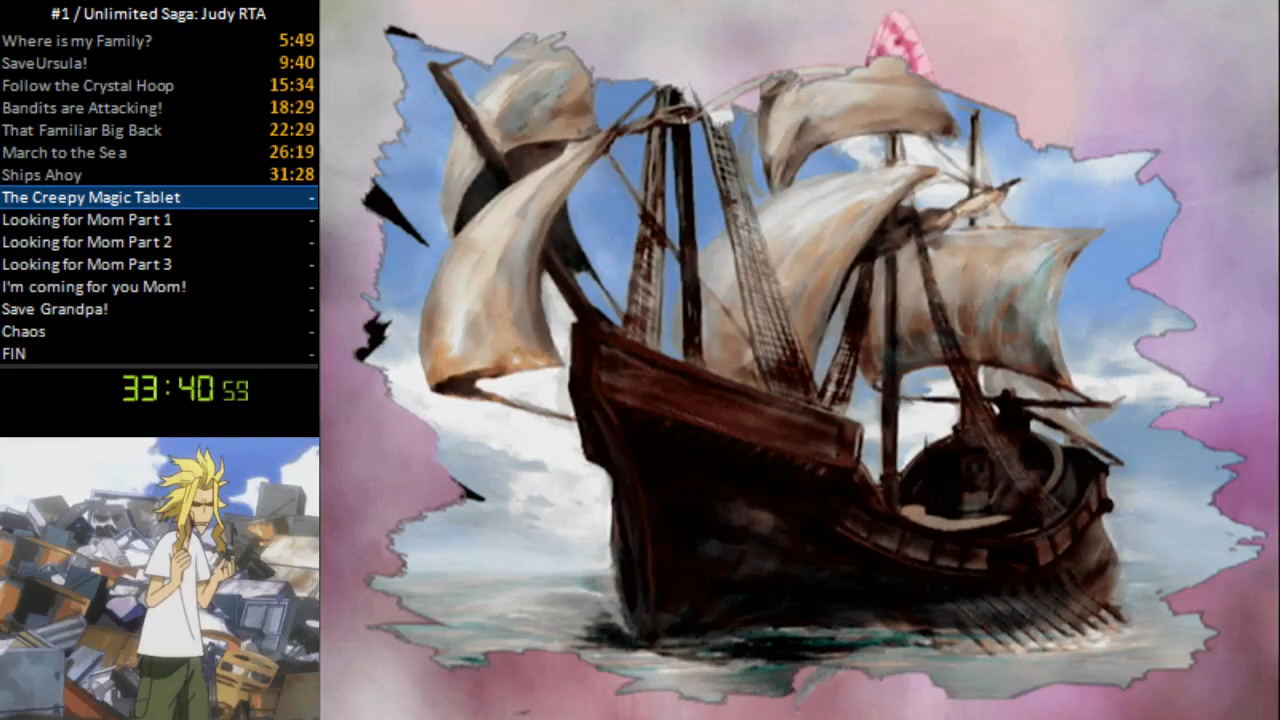 #1 / Unlimited Saga: Judy RTA
Where is my Family? 5:49
Save Ursula! 9:40
Follow the Crystal Hoop 15:34
Bandits are Attacking! 18:29
That Familiar Big Back 22:29
March to the Sea 26:19
Ships Ahoy 31:28
The Creepy Magic Tablet -
Looking for Mom Part 1 -
Looking for Mom Part 2 -
Looking for Mom Part 3 -
I'm coming for you Mom! -
Save Grandpa! -
Chaos -
FIN -
33:40 59